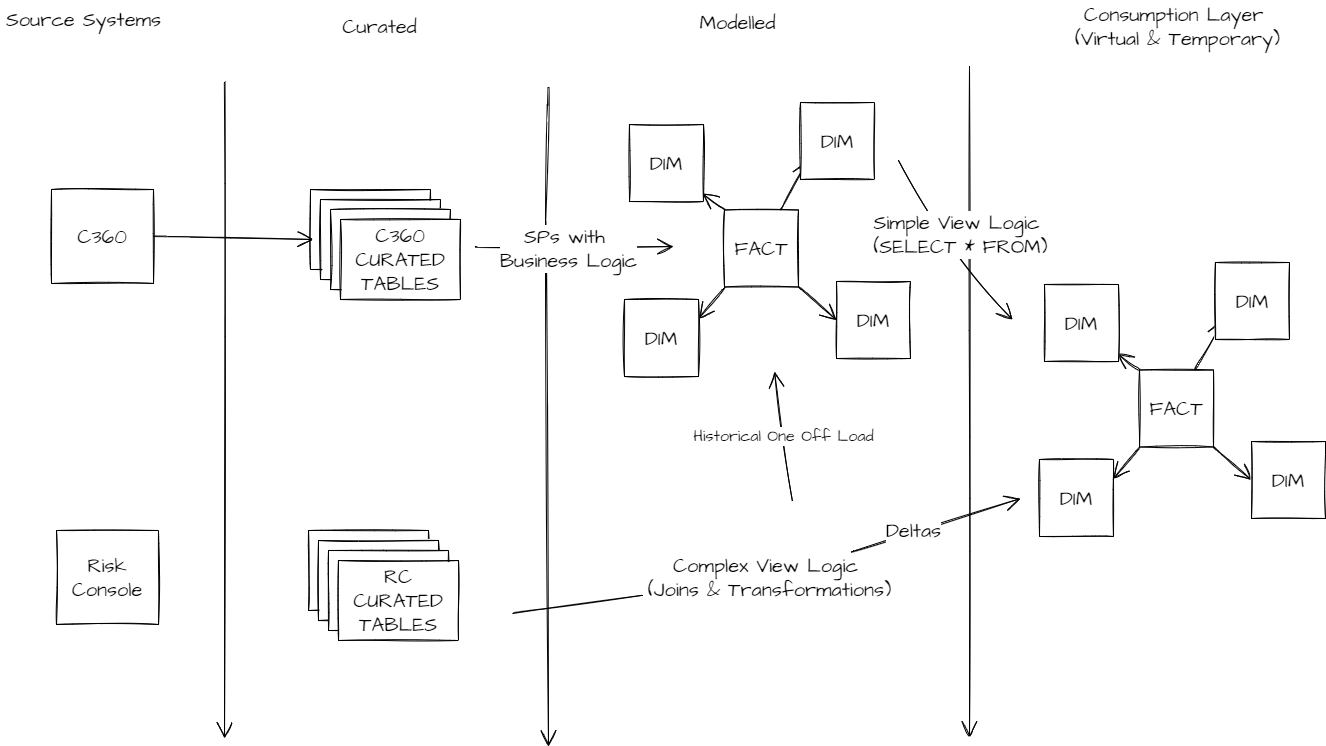 Source Systems
Curated
Modelled
Consumption Layer
(Virtual & Temporary)
C360
C360
CURATED
TABLES
SPs with
Business Logic
DIM
DIM
FACT
DIM
DIM
Simple View Logic
(SELECT * FROM)
DIM
DIM
FACT
DIM
DIM
Historical One Off Load
Deltas
Risk
Console
RC
CURATED
TABLES
Complex View Logic
(Joins & Transformations)